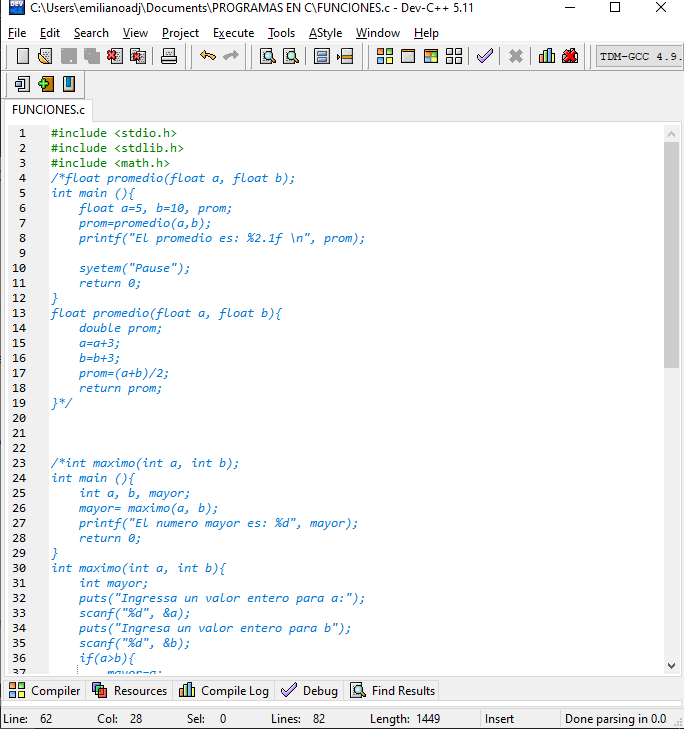 C:\Users\emilianoadj\Documents\PROGRAMAS EN C\FUNCIONES.c - Dev-C++ 5.11
File Edit Search View Project Execute Tools AStyle Window Help
TDM-GCC 4.9.
FUNCIONES.c
1 #include <stdio.h>
2 #include <stdlib.h>
3 #include <math.h>
4 /*float promedio(float a, float b);
5 int main (){
6 float a=5, b=10, prom;
7 prom=promedio(a,b);
8 printf("El promedio es: %2.1f \n", prom);
9
10 syetem("Pause");
11 return 0;
12 }
13 float promedio(float a, float b){
14 double prom;
15 a=a+3;
16 b=b+3;
17 prom=(a+b)/2;
18 return prom;
19 }*/
20
21
22
23 /*int maximo(int a, int b);
24 int main (){
25 int a, b, mayor;
26 mayor= maximo(a, b);
27 printf("El numero mayor es: %d", mayor);
28 return 0;
29 }
30 int maximo(int a, int b){
31 int mayor;
32 puts("Ingressa un valor entero para a:");
33 scanf("%d", &a);
34 puts("Ingresa un valor entero para b");
35 scanf("%d", &b);
36 if(a>b){
37 mayor=a;
Compiler Resources Compile Log Debug Find Results
Line: 62 Col: 28 Sel: 0 Lines: 82 Length: 1449 Insert Done parsing in 0.0